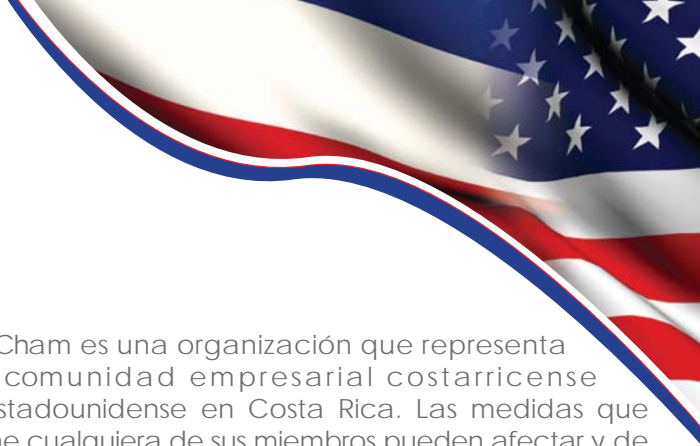 Cham es una organización que representa
comunidad empresarial costarricense
stadounidense en Costa Rica. Las medidas que
e cualquiera de sus miembros pueden afectar y de